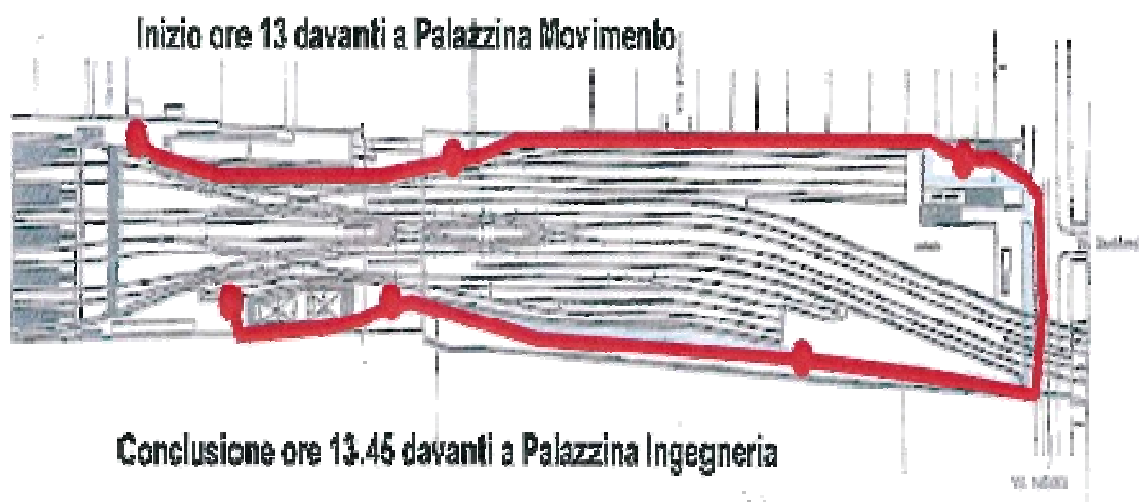 Inizio ore 13 davanti a Palazzina Movimento
Conclusione ore 13.45 davanti a Palazzina Ingegneria